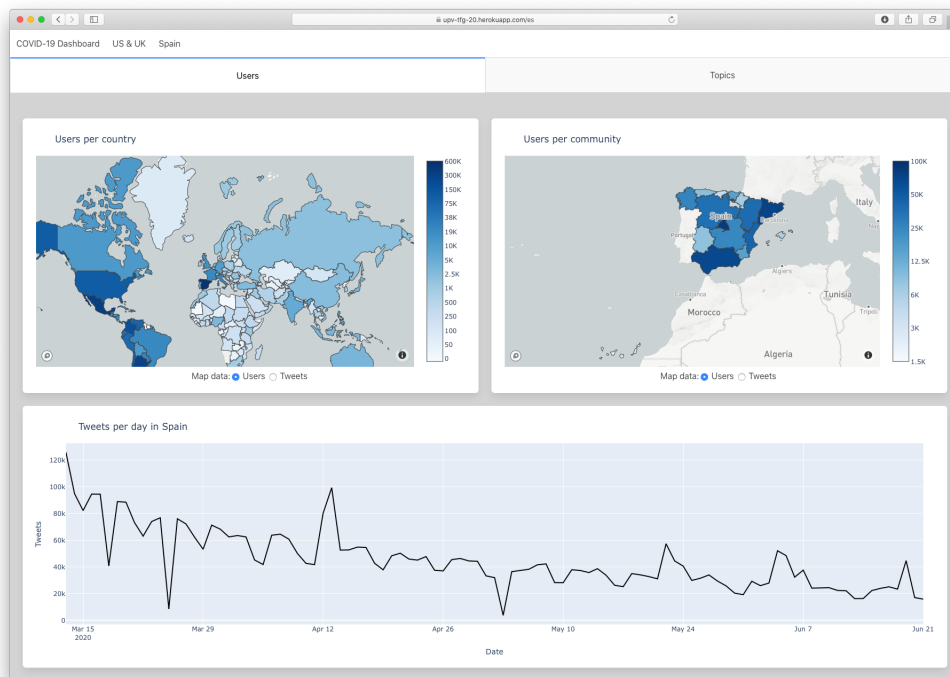 upv-tfg-20.herokuapp.com/es
COVID-19 Dashboard US & UK Spain
Users Topics
Users per country
600K
300K
150K
75K
38K
19K
10K
5K
2.5K
1K
500
250
100
50
0
Map data: Users Tweets
Users per community
Italy
Spain
Barcelona
Portugal
Algiers
Casablanca
Tunisia
Morocco
Tripoli
Algeria
100K
50K
25K
12.5K
6K
3K
1.5K
Map data: Users Tweets
Tweets per day in Spain
120k
100k
80k
60k
40k
20k
0
Tweets
Mar 15 Mar 29 Apr 12 Apr 26 May 10 May 24 Jun 7 Jun 21
2020
Date